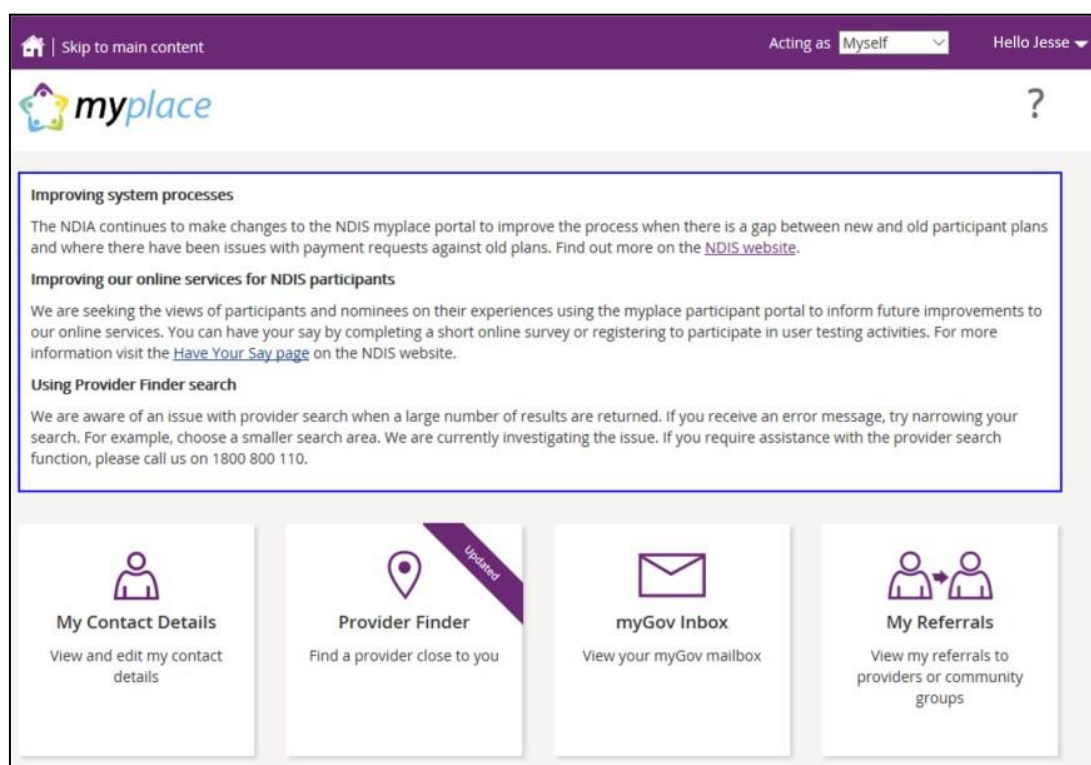 Skip to main content
Acting as Myself
Hello Jesse
myplace
?
Improving system processes
The NDIA continues to make changes to the NDIS myplace portal to improve the process when there is a gap between new and old participant plans
and where there have been issues with payment requests against old plans. Find out more on the NDIS website.
Improving our online services for NDIS participants
We are seeking the views of participants and nominees on their experiences using the myplace participant portal to inform future improvements to
our online services. You can have your say by completing a short online survey or registering to participate in user testing activities. For more
information visit the Have Your Say page on the NDIS website.
Using Provider Finder search
We are aware of an issue with provider search when a large number of results are returned. If you receive an error message, try narrowing your
search. For example, choose a smaller search area. We are currently investigating the issue. If you require assistance with the provider search
function, please call us on 1800 800 110.
My Contact Details
View and edit my contact
details
Updated
Provider Finder
Find a provider close to you
myGov Inbox
View your myGov mailbox
My Referrals
View my referrals to
providers or community
groups